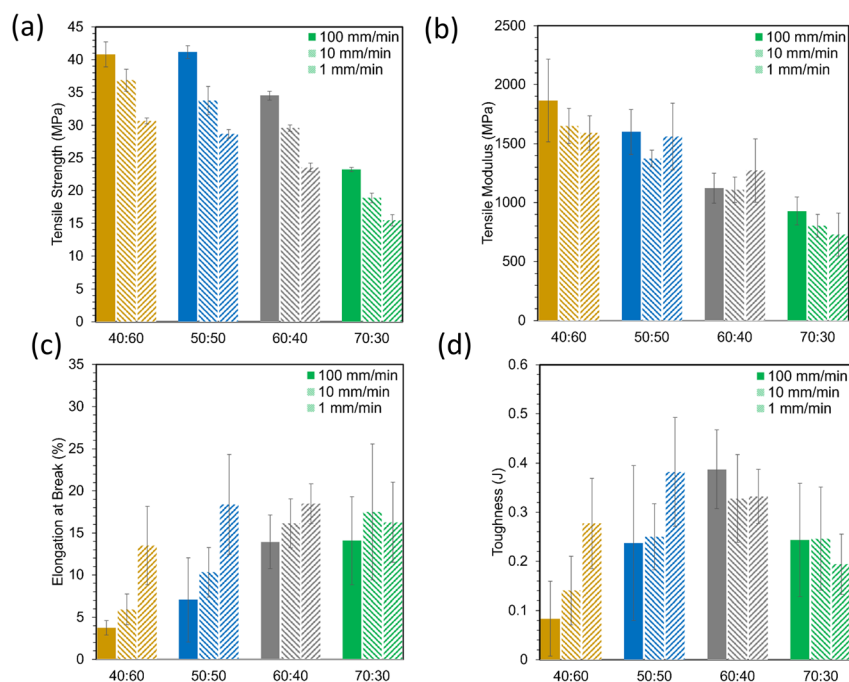 (a)
45
40
35
30
25
20
15
10
5
0
Tensile Strength (MPa)
100 mm/min
10 mm/min
1 mm/min
40:60
50:50
60:40
70:30
(b)
2500
2000
1500
1000
500
0
Tensile Modulus (MPa)
100 mm/min
10 mm/min
1 mm/min
40:60
50:50
60:40
70:30
(c)
35
30
25
20
15
10
5
0
Elongation at Break (%)
100 mm/min
10 mm/min
1 mm/min
40:60
50:50
60:40
70:30
(d)
0.6
0.5
0.4
0.3
0.2
0.1
0
Toughness (J)
100 mm/min
10 mm/min
1 mm/min
40:60
50:50
60:40
70:30